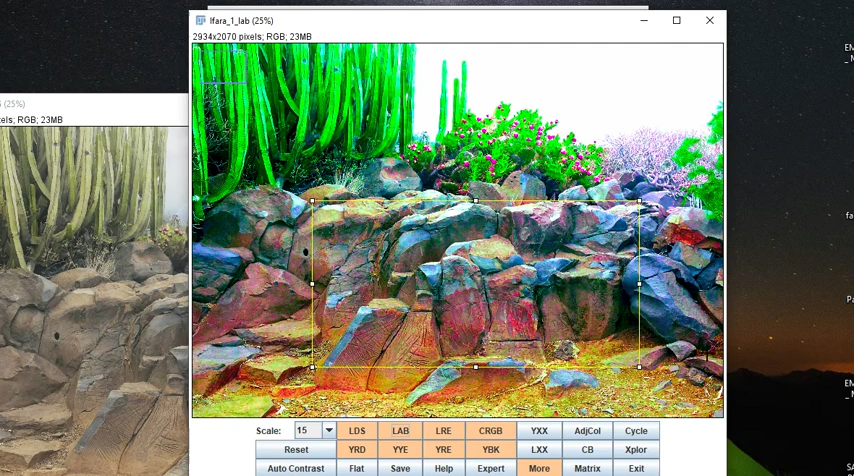 lfara_1_lab (25%)
2934x2070 pixels; RGB; 23MB
(25%)
els; RGB; 23MB
Scale: 15 LDS LAB LRE CRGB YXX AdjCol Cycle
Reset YRD YYE YRE YBK LXX CB Xplor
Auto Contrast Flat Save Help Expert More Matrix Exit